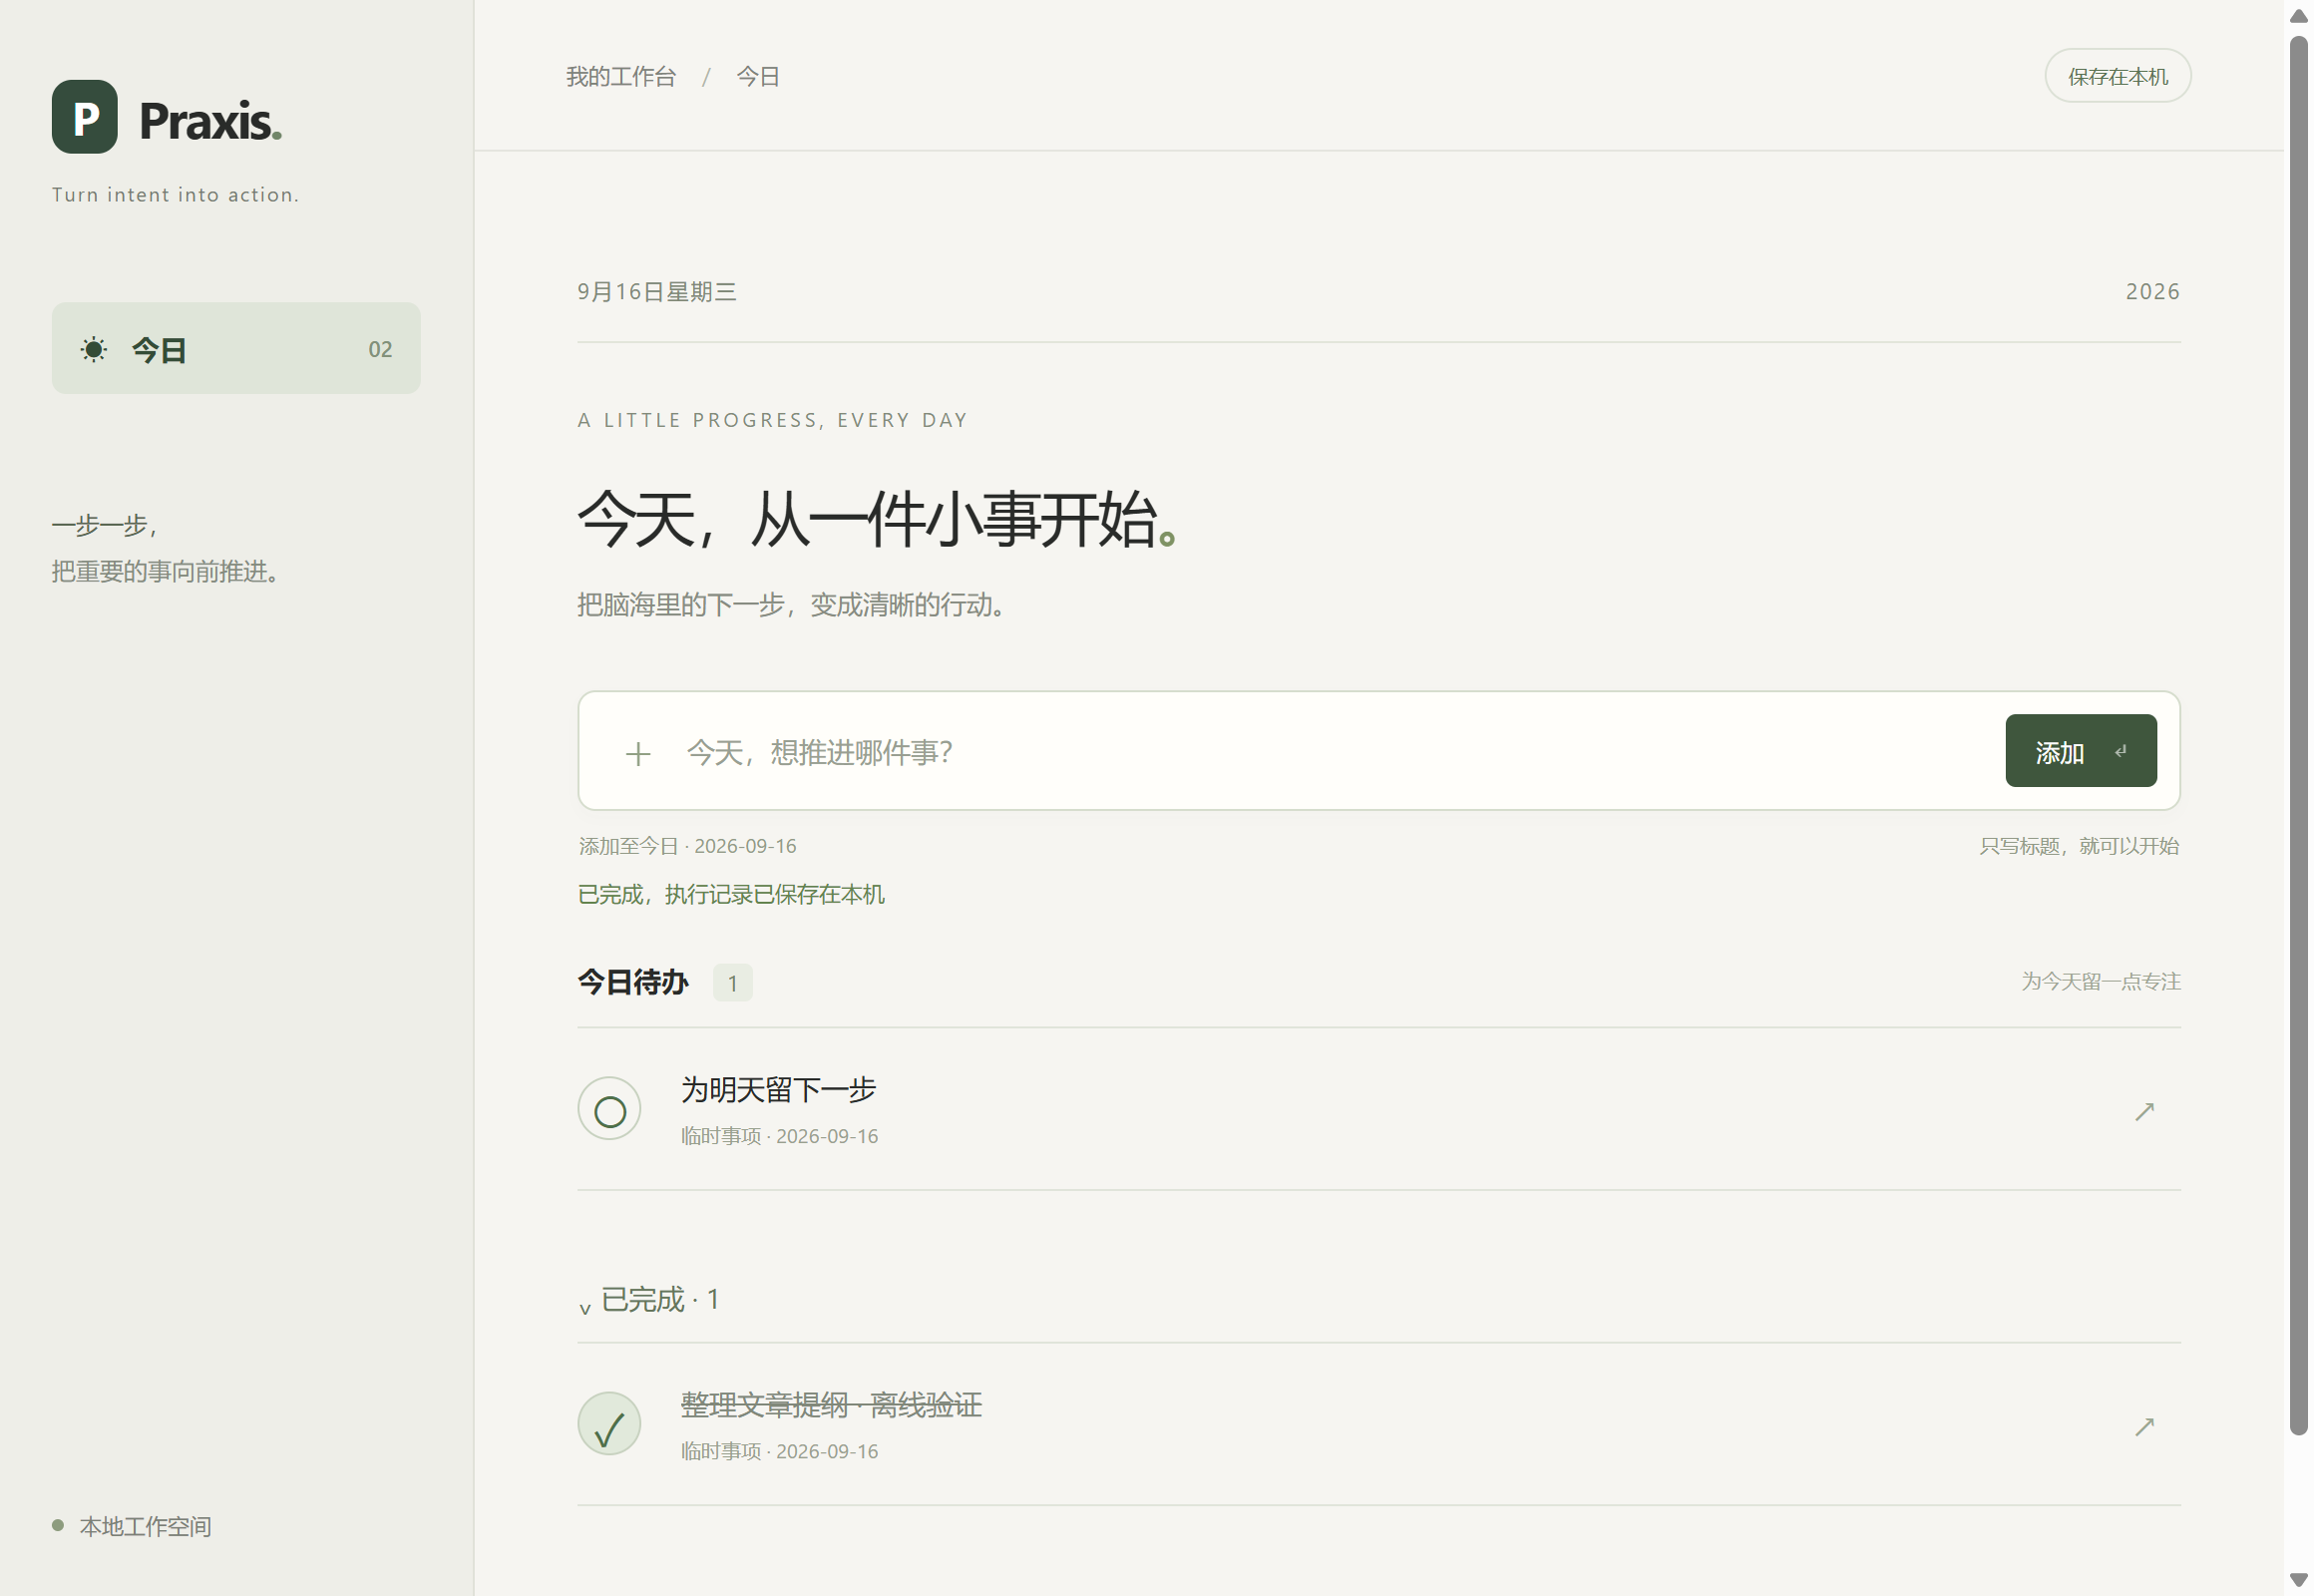 P Praxis.
Turn intent into action.
今日 02
一步一步，
把重要的事向前推进。
本地工作空间
我的工作台 / 今日
保存在本机
9月16日星期三
2026
A LITTLE PROGRESS, EVERY DAY
今天，从一件小事开始。
把脑海里的下一步，变成清晰的行动。
今天，想推进哪件事？
添加
添加至今日 · 2026-09-16
只写标题，就可以开始
已完成，执行记录已保存在本机
今日待办 1
为今天留一点专注
为明天留下一步
临时事项 · 2026-09-16
已完成 · 1
整理文章提纲 · 离线验证
临时事项 · 2026-09-16